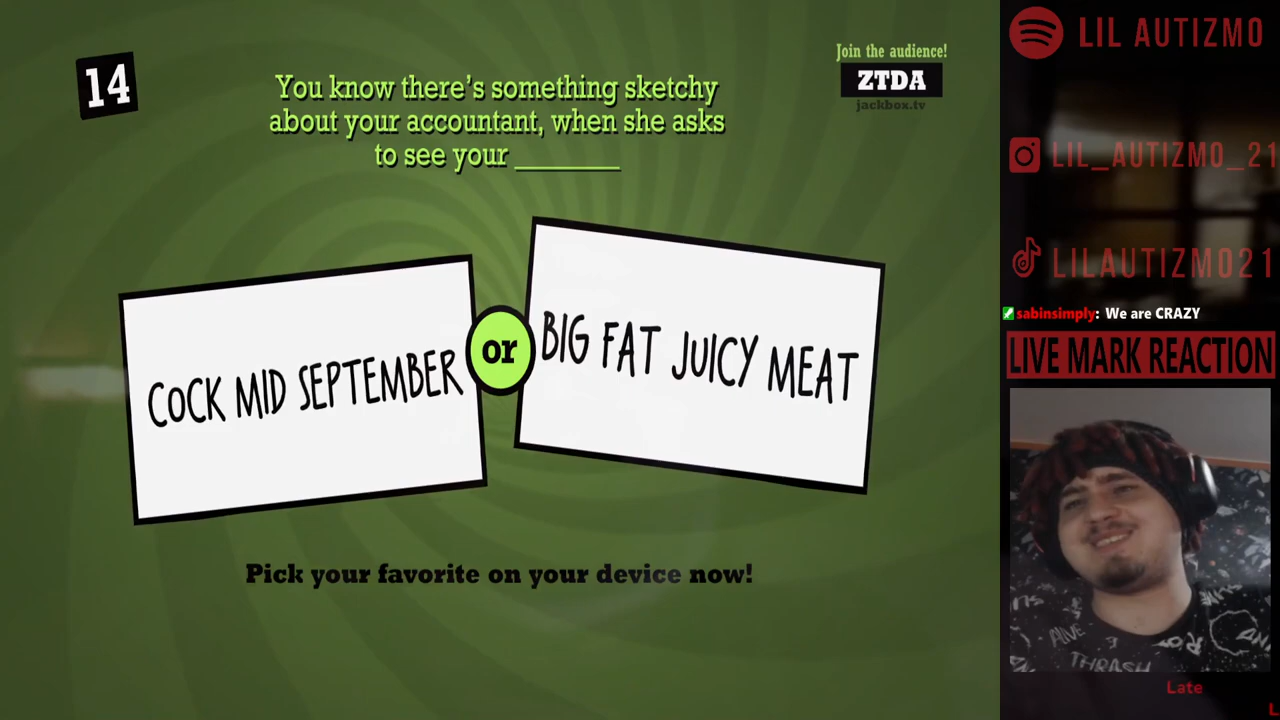 14
You know there's something sketchy
about your accountant, when she asks
to see your ________
Join the audience!
ZTDA
jackbox.tv
COCK MID SEPTEMBER
or
BIG FAT JUICY MEAT
Pick your favorite on your device now!
LIL AUTIZMO
LIL_AUTIZMO_21
LILAUTIZMO21
sabinsimply: We are CRAZY
LIVE MARK REACTION
ALIVE
THRASH
Late
L